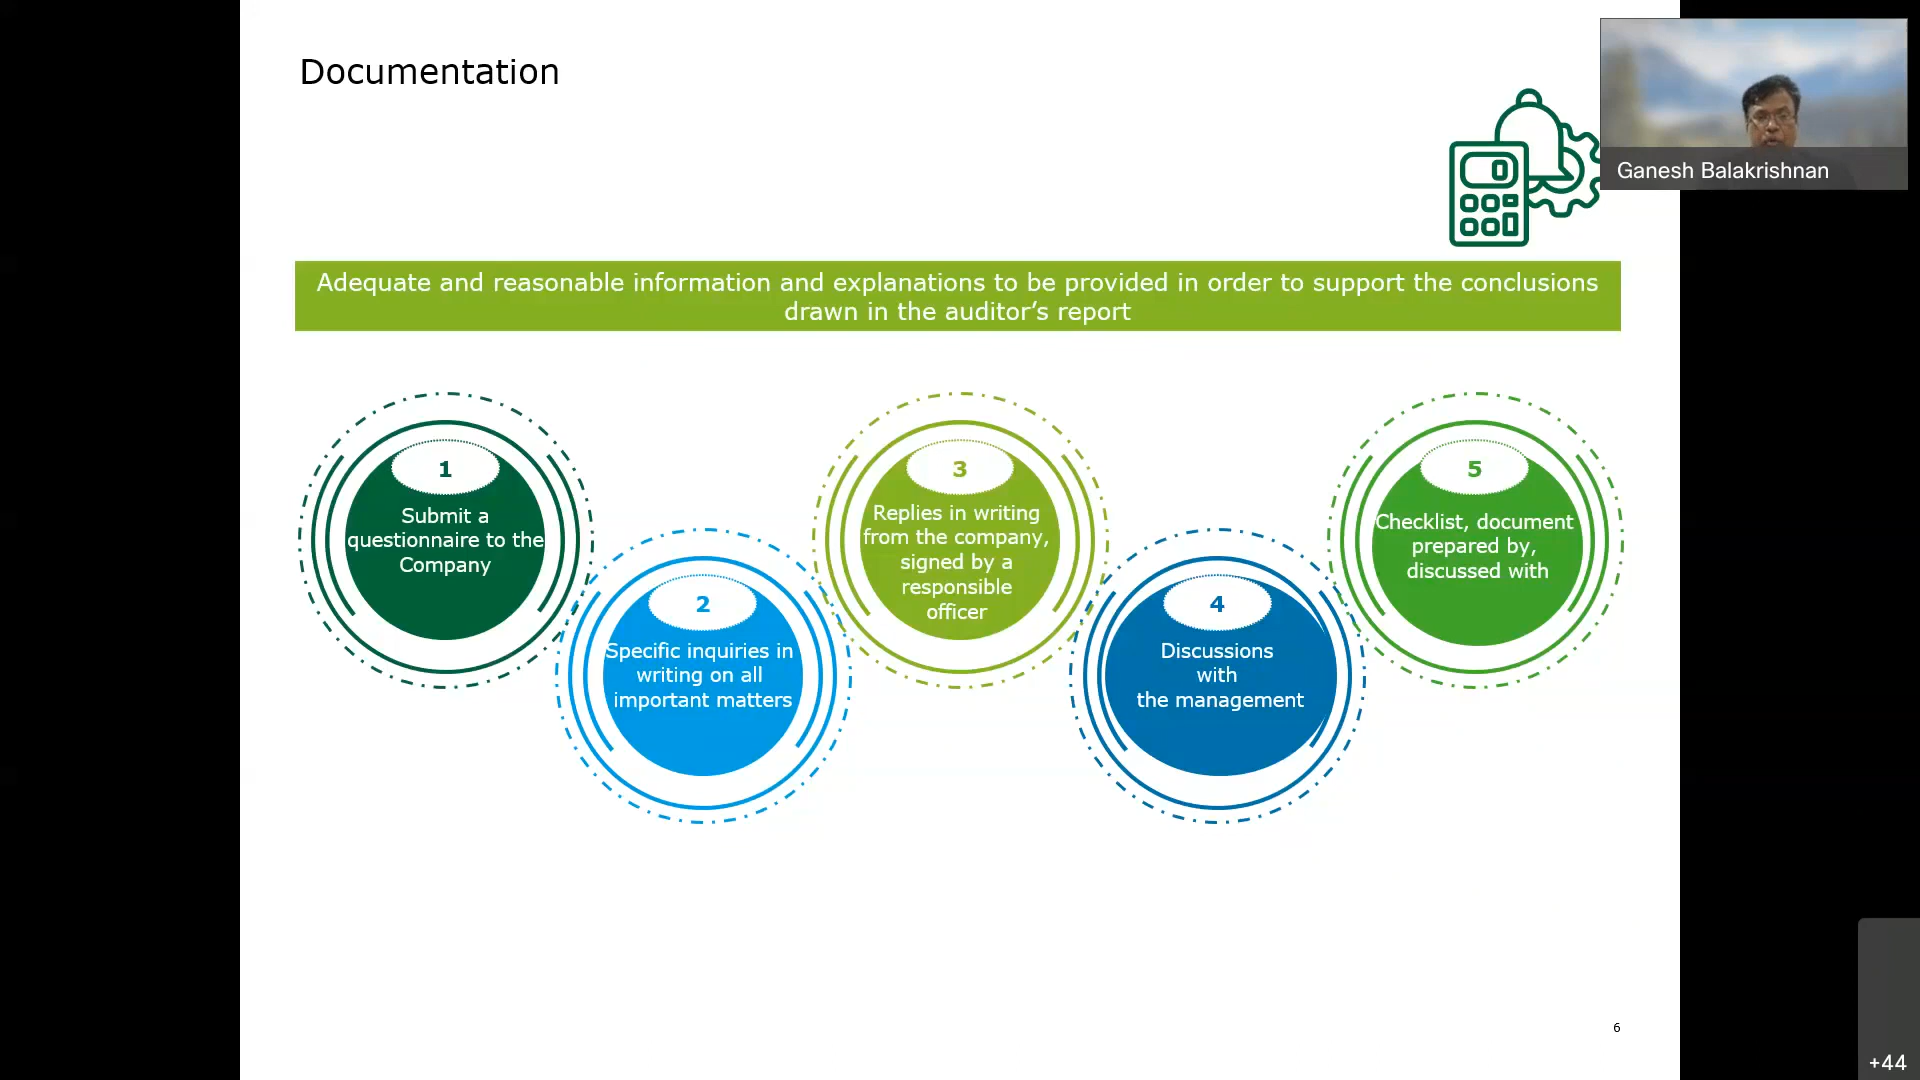 Documentation
Ganesh Balakrishnan
Adequate and reasonable information and explanations to be provided in order to support the conclusions
drawn in the auditor’s report
1
Submit a
questionnaire to the
Company
2
Specific inquiries in
writing on all
important matters
3
Replies in writing
from the company,
signed by a
responsible
officer
4
Discussions
with
the management
5
Checklist, document
prepared by,
discussed with
6
+44